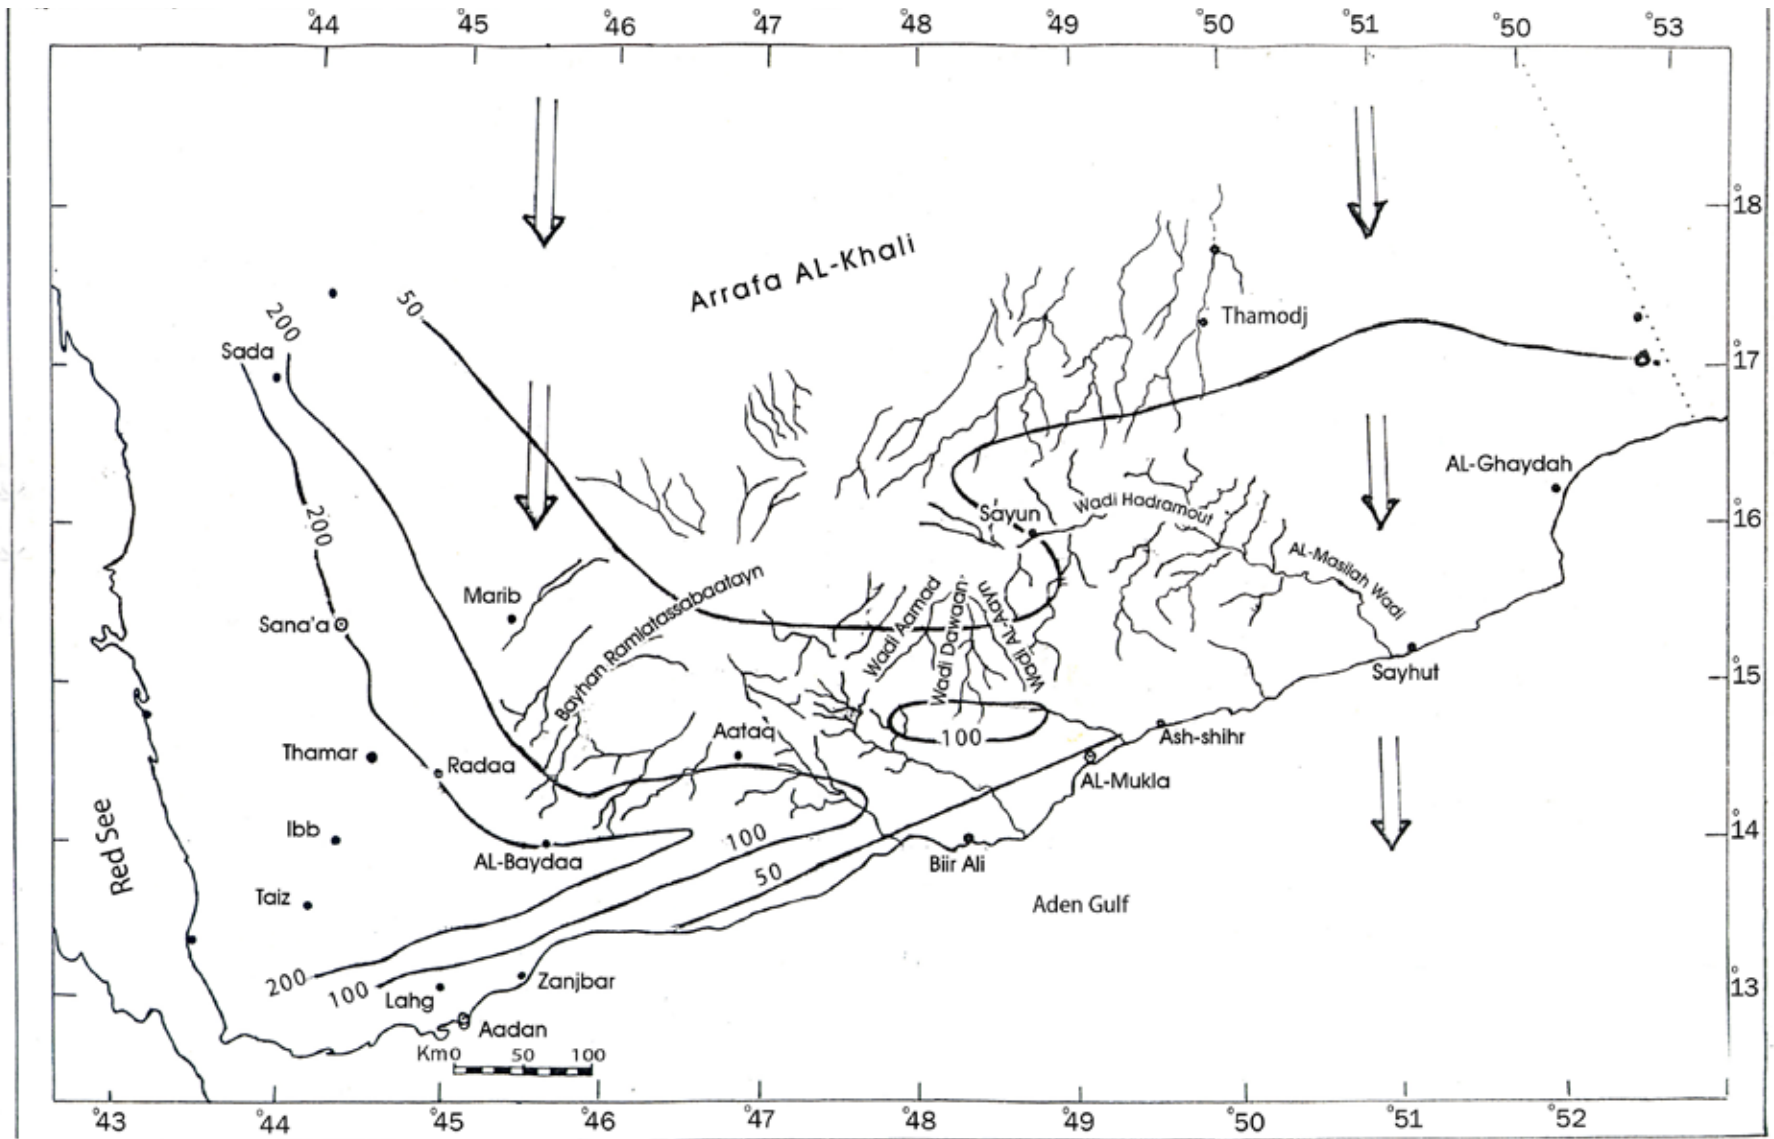 °44 °45 °46 °47 °48 °49 °50 °51 °50 °53
18
Arrafa AL-Khali
50
200
Thamodj
Sada
17
AL-Ghaydah
200
Sayun
Wadi Hadramout
16
AL-Masilah Wadi
Marib
Bayhan Ramlatassabaatayn
Wadi Aamad
Wadi Dawaan
Wadi AL-Aayn
Sana'a
Sayhut
15
Aataq
100
Ash-shihr
Thamar
Radaa
AL-Mukla
Red See
Ibb
100
14
AL-Baydaa
50
Biir Ali
Taiz
Aden Gulf
200
100
Lahg
Zanjbar
13
Aadan
Km 0 50 100
°43 °44 °45 °46 °47 °48 °49 °50 °51 °52